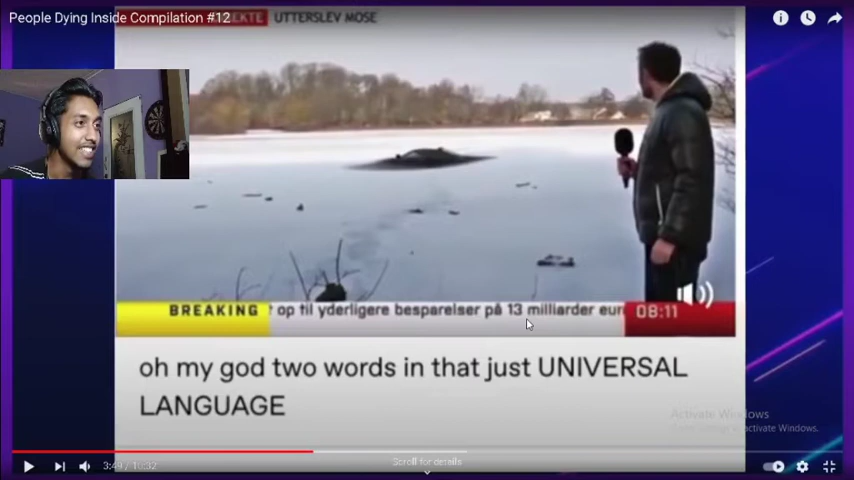 People Dying Inside Compilation #12
UTTERSLEV MOSE
BREAKING
op til yderligere besparelser på 13 milliarder eur
08:11
oh my god two words in that just UNIVERSAL
LANGUAGE
Activate Windows
3:49 / 10:32
Scroll for details